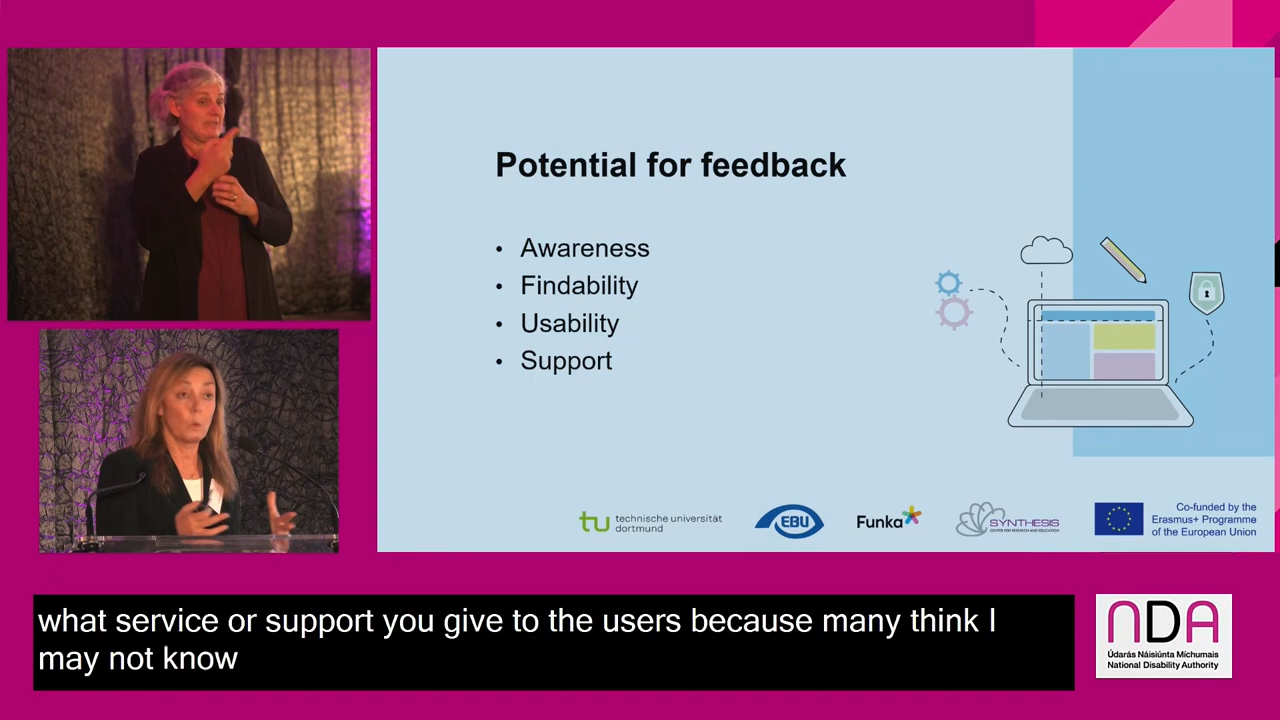 Potential for feedback
• Awareness
• Findability
• Usability
• Support
tu technische universität
dortmund
EBU
Funka
SYNTHESIS
CENTER FOR RESEARCH AND EDUCATION
Co-funded by the
Erasmus+ Programme
of the European Union
what service or support you give to the users because many think I
may not know
NDA
Údarás Náisiúnta Míchumais
National Disability Authority